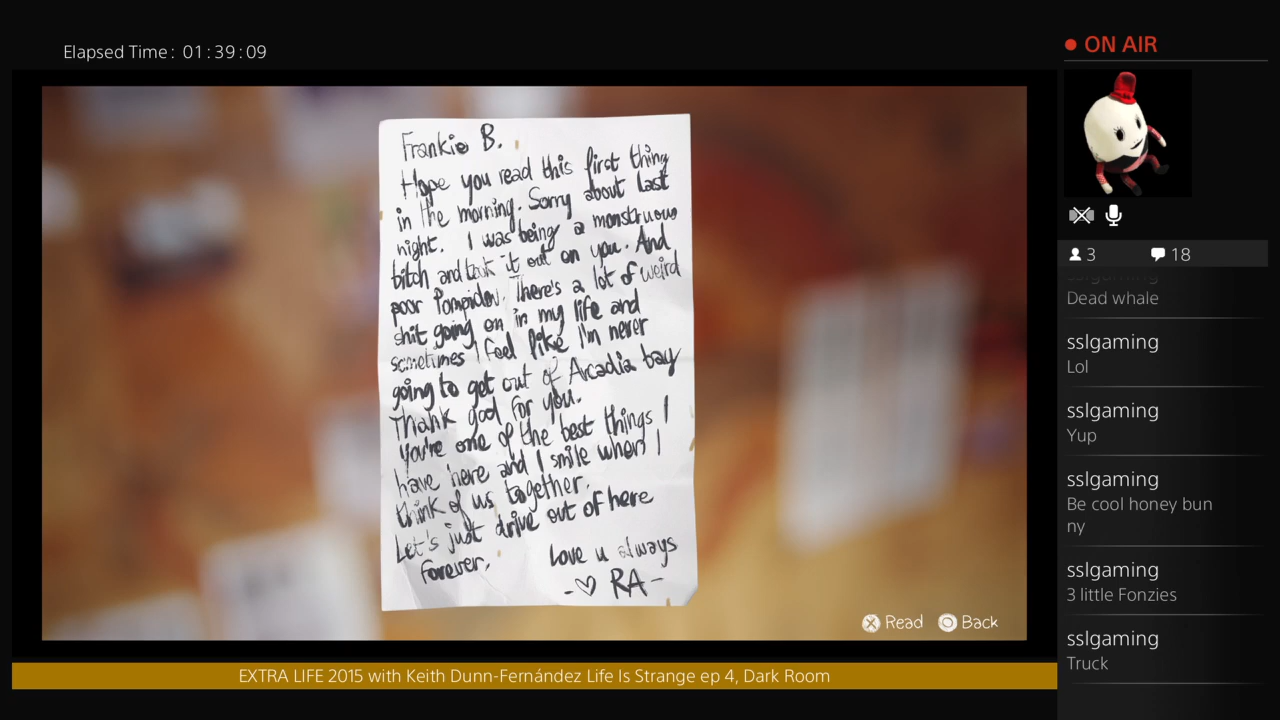 Elapsed Time: 01:39:09
ON AIR
3
18
Frankie B.
Hope you read this first thing
in the morning. Sorry about last
night. I was being a monstruous
bitch and took it out on you. And
poor Pompidou. There's a lot of weird
shit going on in my life and
sometimes I feel like I'm never
going to get out of Arcadia bay
Thank god for you.
You're one of the best things I
have here and I smile when I
think of us together.
Let's just drive out of here
forever.
Love u always
-♡ RA-
Read
Back
sslgaming
Dead whale
sslgaming
Lol
sslgaming
Yup
sslgaming
Be cool honey bun
ny
sslgaming
3 little Fonzies
sslgaming
Truck
EXTRA LIFE 2015 with Keith Dunn-Fernández Life Is Strange ep 4, Dark Room